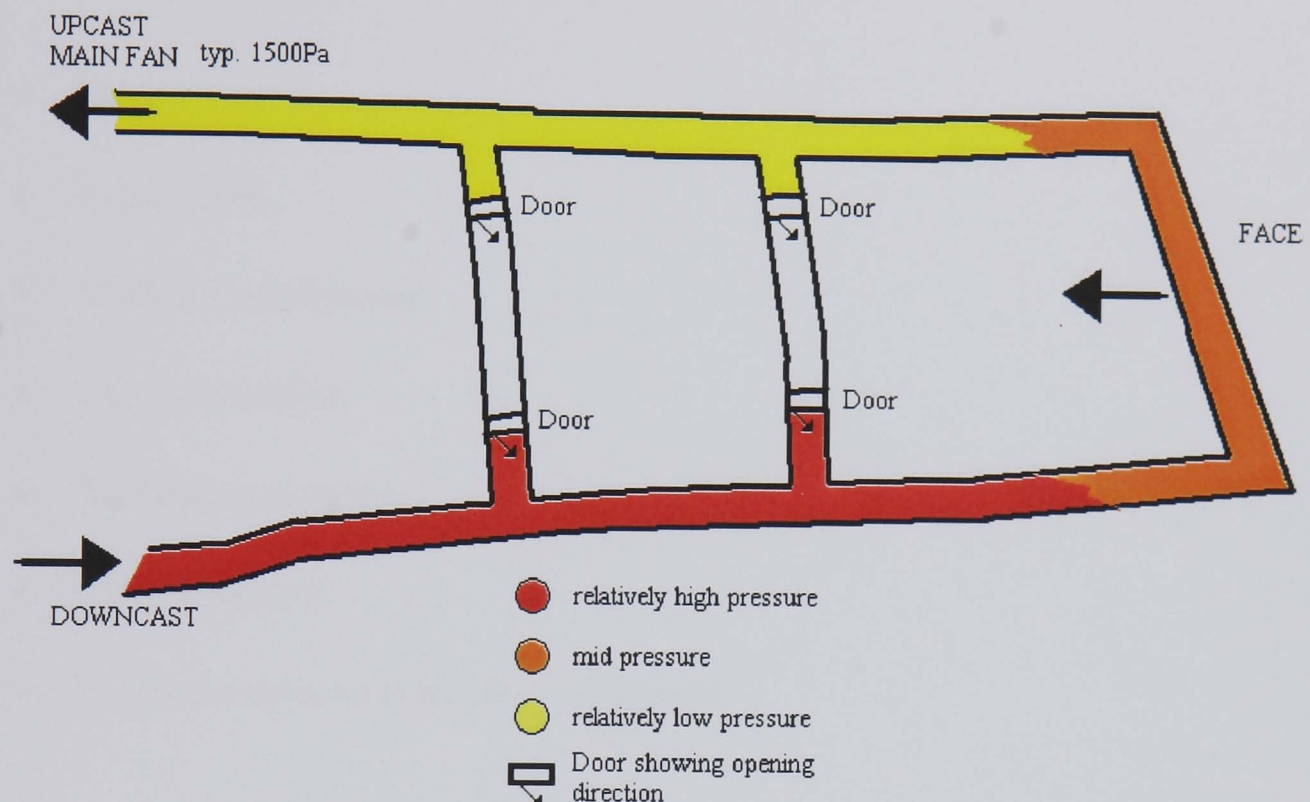 UPCAST
MAIN FAN typ. 1500Pa
Door
Door
FACE
Door
Door
DOWNCAST
relatively high pressure
mid pressure
relatively low pressure
Door showing opening
direction